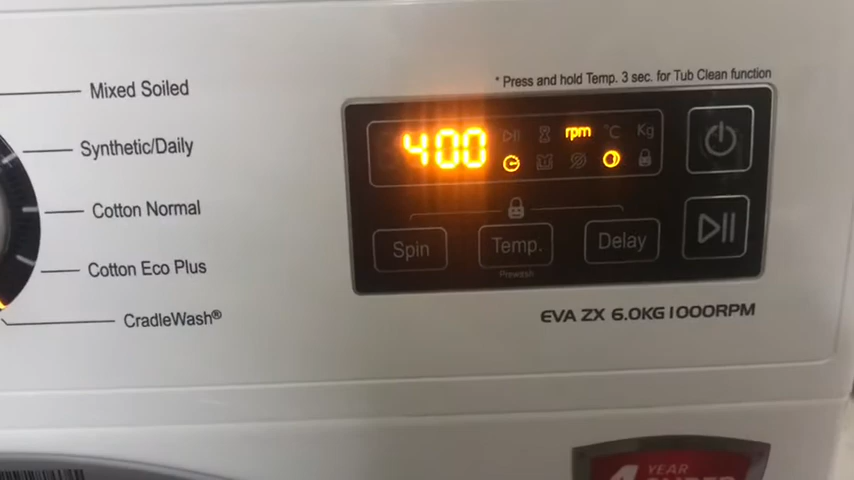 * Press and hold Temp. 3 sec. for Tub Clean function
Mixed Soiled
Synthetic/Daily
Cotton Normal
Cotton Eco Plus
CradleWash®
400
rpm
°C
Kg
Spin
Temp.
Delay
Prewash
EVA ZX 6.0KG 1000RPM
4 YEAR